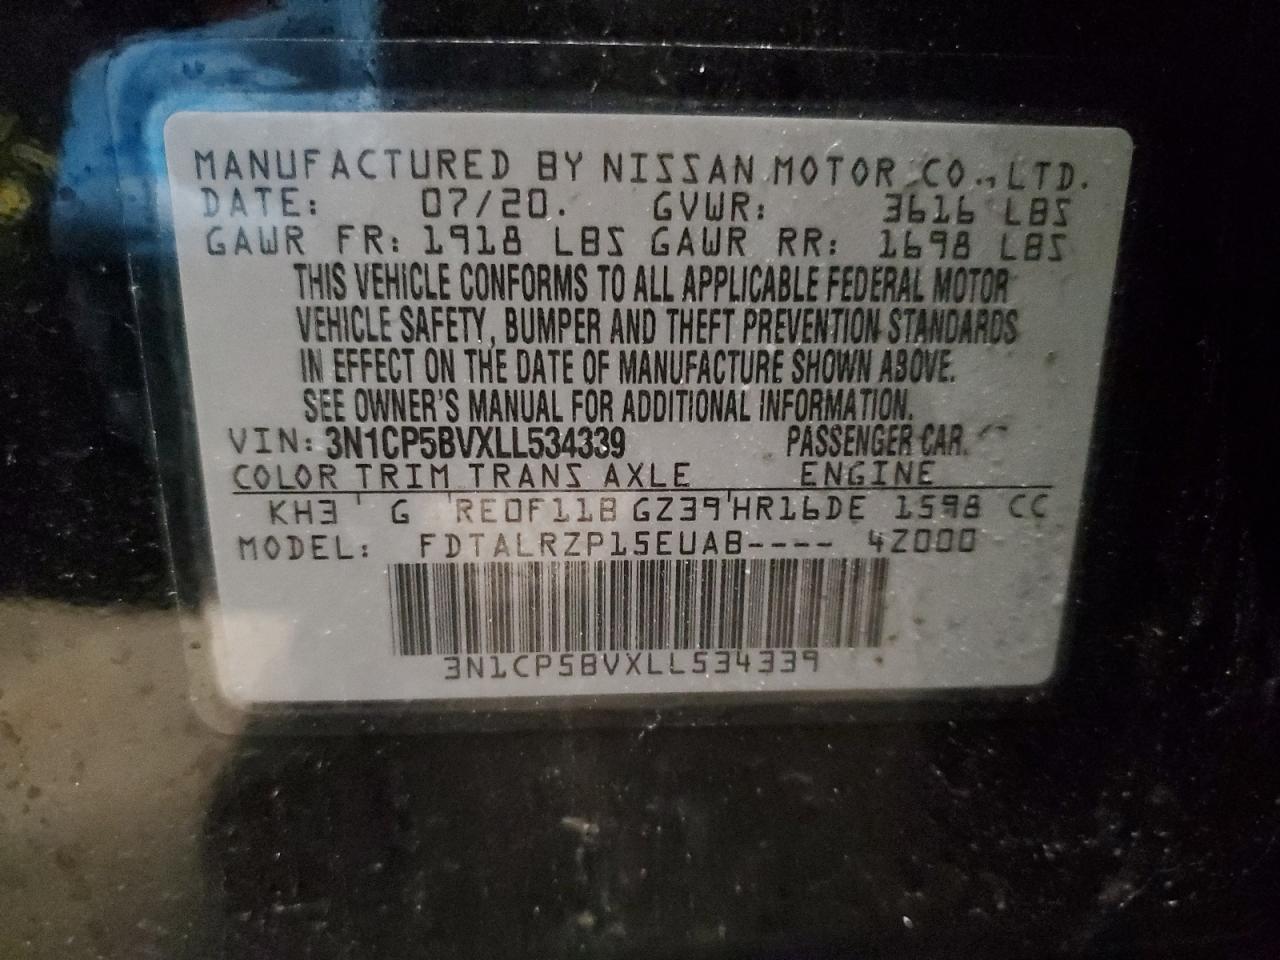 MANUFACTURED BY NISSAN MOTOR CO., LTD.
DATE: 07/20. GVWR: 3616 LBS
GAWR FR: 1918 LBS GAWR RR: 1698 LBS
THIS VEHICLE CONFORMS TO ALL APPLICABLE FEDERAL MOTOR
VEHICLE SAFETY, BUMPER AND THEFT PREVENTION STANDARDS
IN EFFECT ON THE DATE OF MANUFACTURE SHOWN ABOVE.
SEE OWNER'S MANUAL FOR ADDITIONAL INFORMATION.
VIN: 3N1CP5BVXLL534339 PASSENGER CAR.
COLOR TRIM TRANS AXLE ENGINE
KH3 ' G 'RE0F11B GZ39'HR16DE 1598 CC
MODEL: FDTALRZP15EUAB---- 4Z000
3N1CP5BVXLL534339